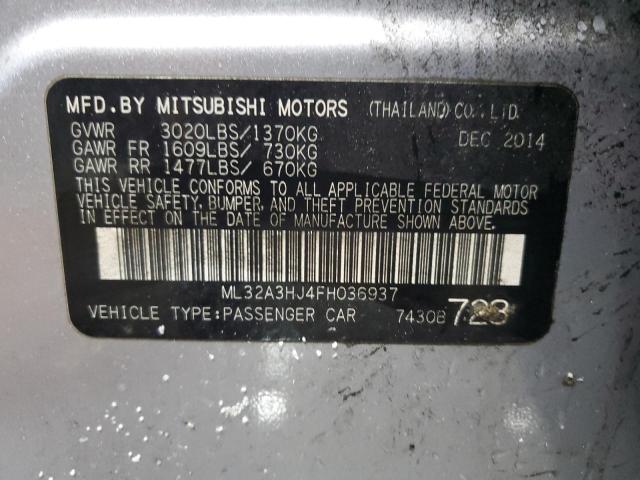 MFD. BY MITSUBISHI MOTORS (THAILAND) CO., LTD.
GVWR 3020LBS/1370KG DEC 2014
GAWR FR 1609LBS/ 730KG
GAWR RR 1477LBS/ 670KG
THIS VEHICLE CONFORMS TO ALL APPLICABLE FEDERAL MOTOR
VEHICLE SAFETY, BUMPER, AND THEFT PREVENTION STANDARDS
IN EFFECT ON THE DATE OF MANUFACTURE SHOWN ABOVE.
ML32A3HJ4FH036937
VEHICLE TYPE:PASSENGER CAR 7430B 723